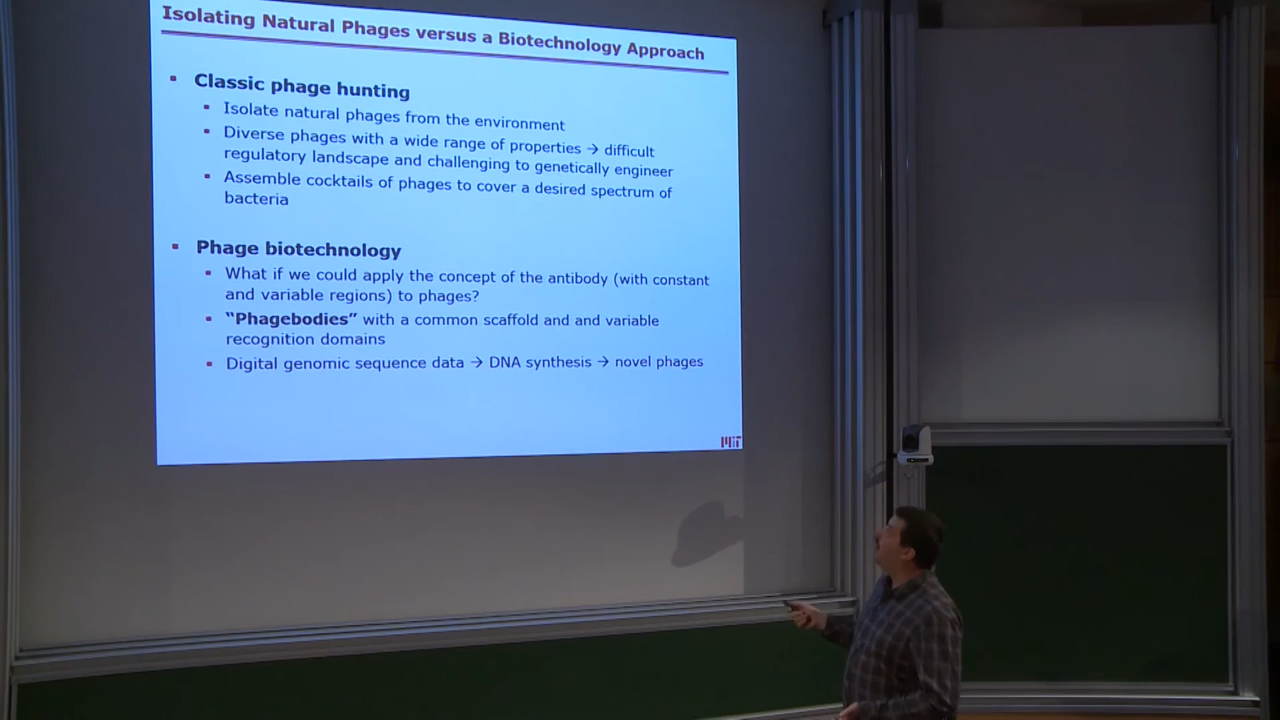 Isolating Natural Phages versus a Biotechnology Approach
Classic phage hunting
Isolate natural phages from the environment
Diverse phages with a wide range of properties → difficult
regulatory landscape and challenging to genetically engineer
Assemble cocktails of phages to cover a desired spectrum of
bacteria
Phage biotechnology
What if we could apply the concept of the antibody (with constant
and variable regions) to phages?
“Phagebodies” with a common scaffold and and variable
recognition domains
Digital genomic sequence data → DNA synthesis → novel phages
MIT